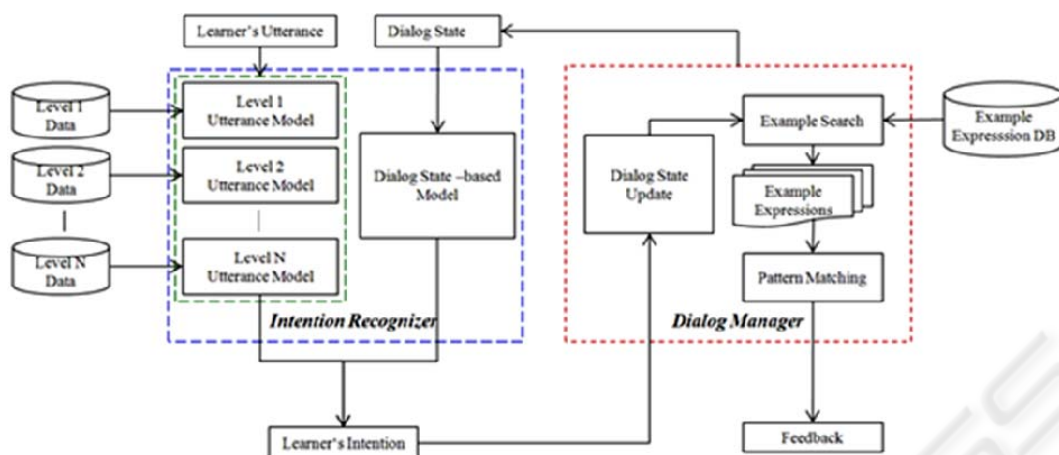 Learner's Utterance
Dialog State
Level 1
Data
Level 2
Data
Level N
Data
Level 1
Utterance Model
Level 2
Utterance Model
Level N
Utterance Model
Dialog State –based
Model
Intention Recognizer
Learner's Intention
Dialog State
Update
Example Search
Example
Expressions
Pattern Matching
Dialog Manager
Example
Expresssion DB
Feedback